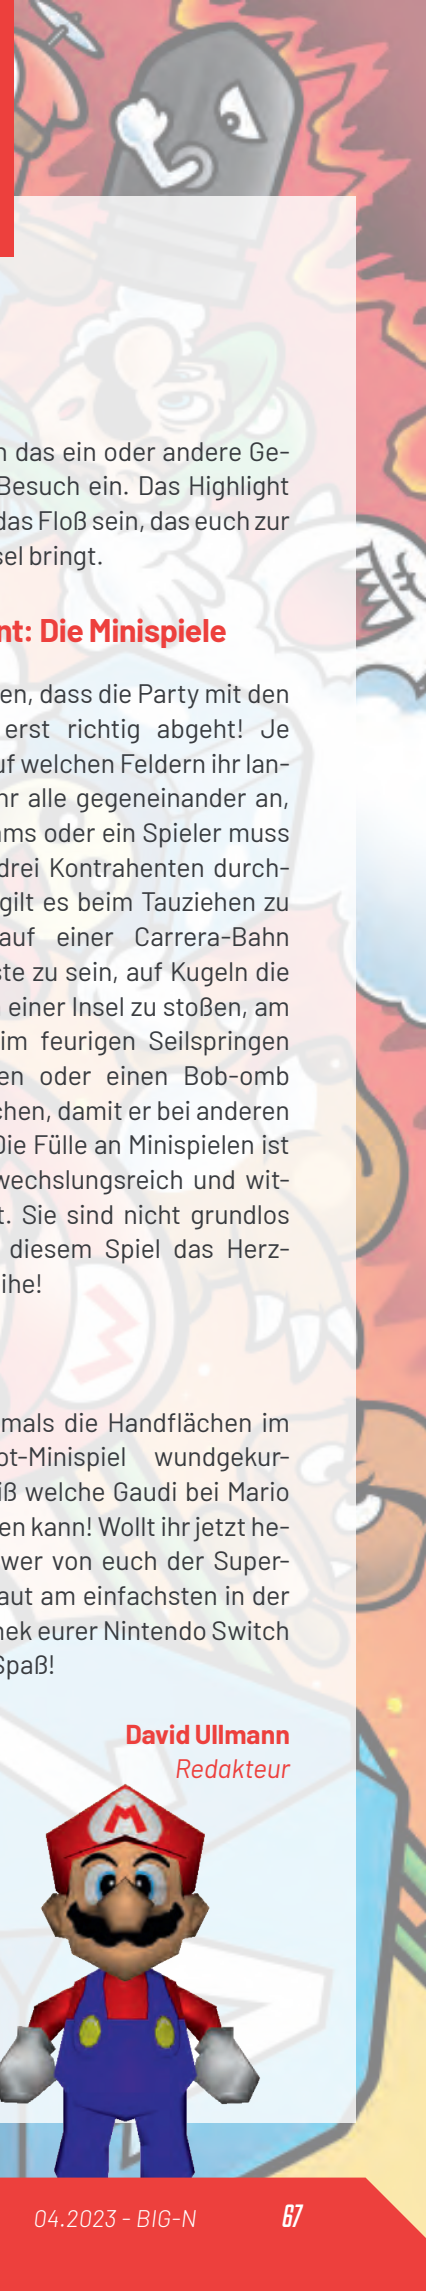 das ein oder andere Ge-
Besuch ein. Das Highlight
das Floß sein, das euch zur
sel bringt.
nt: Die Minispiele
en, dass die Party mit den
erst richtig abgeht! Je
uf welchen Feldern ihr lan-
hr alle gegeneinander an,
ams oder ein Spieler muss
drei Kontrahenten durch-
gilt es beim Tauziehen zu
auf einer Carrera-Bahn
ste zu sein, auf Kugeln die
einer Insel zu stoßen, am
im feurigen Seilspringen
en oder einen Bob-omb
chen, damit er bei anderen
Die Fülle an Minispielen ist
wechslungsreich und wit-
t. Sie sind nicht grundlos
diesem Spiel das Herz-
ihe!
mals die Handflächen im
ot-Minispiel wundgekur-
iß welche Gaudi bei Mario
en kann! Wollt ihr jetzt he-
wer von euch der Super-
aut am einfachsten in der
hek eurer Nintendo Switch
Spaß!
David Ullmann
Redakteur
M
04.2023 - BIG-N 67